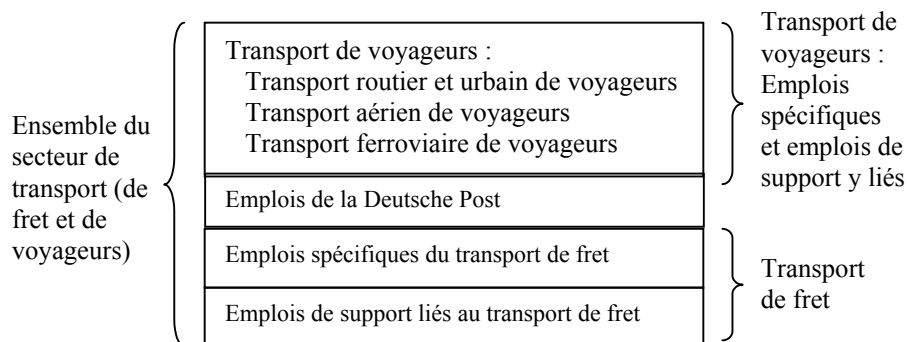 Ensemble du
secteur de
transport (de
fret et de
voyageurs)
Transport de voyageurs :
Transport routier et urbain de voyageurs
Transport aérien de voyageurs
Transport ferroviaire de voyageurs
Emplois de la Deutsche Post
Emplois spécifiques du transport de fret
Emplois de support liés au transport de fret
Transport de
voyageurs :
Emplois
spécifiques
et emplois de
support y liés
Transport
de fret